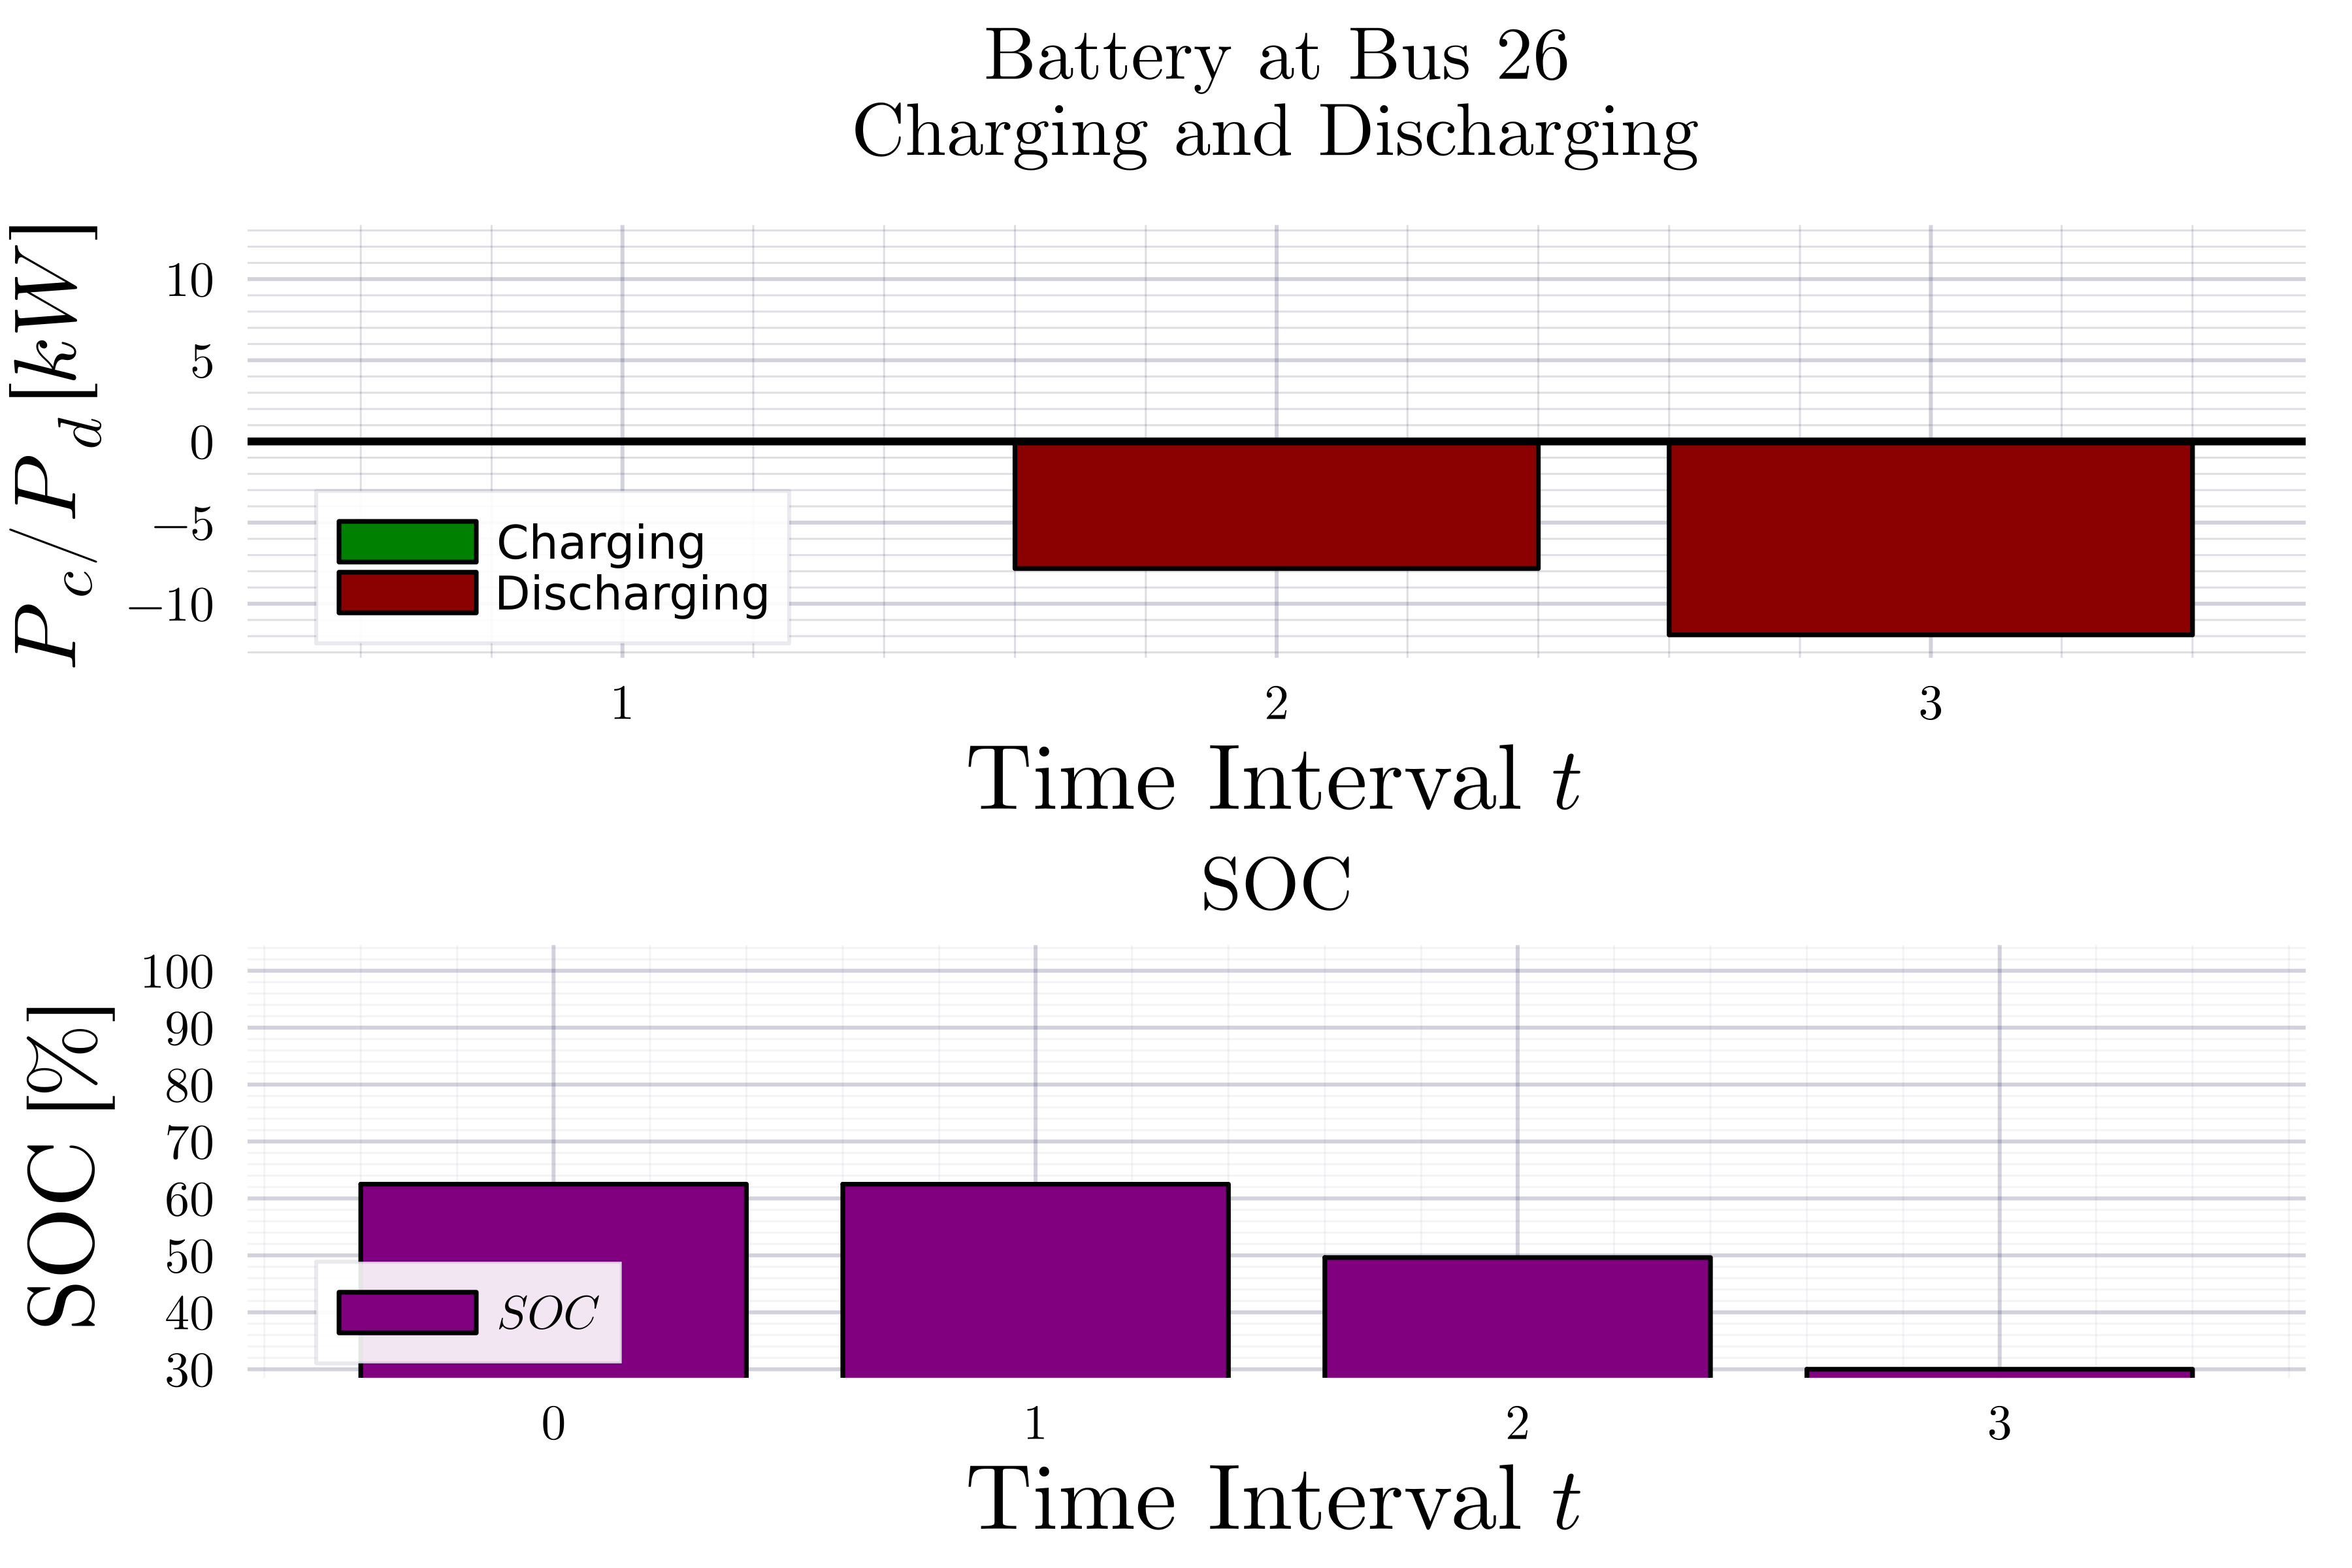 Battery at Bus 26
Charging and Discharging
P_c/P_d [kW]
10
5
0
−5
−10
Charging
Discharging
1 2 3
Time Interval t
SOC
SOC [%]
100
90
80
70
60
50
40
30
SOC
0 1 2 3
Time Interval t